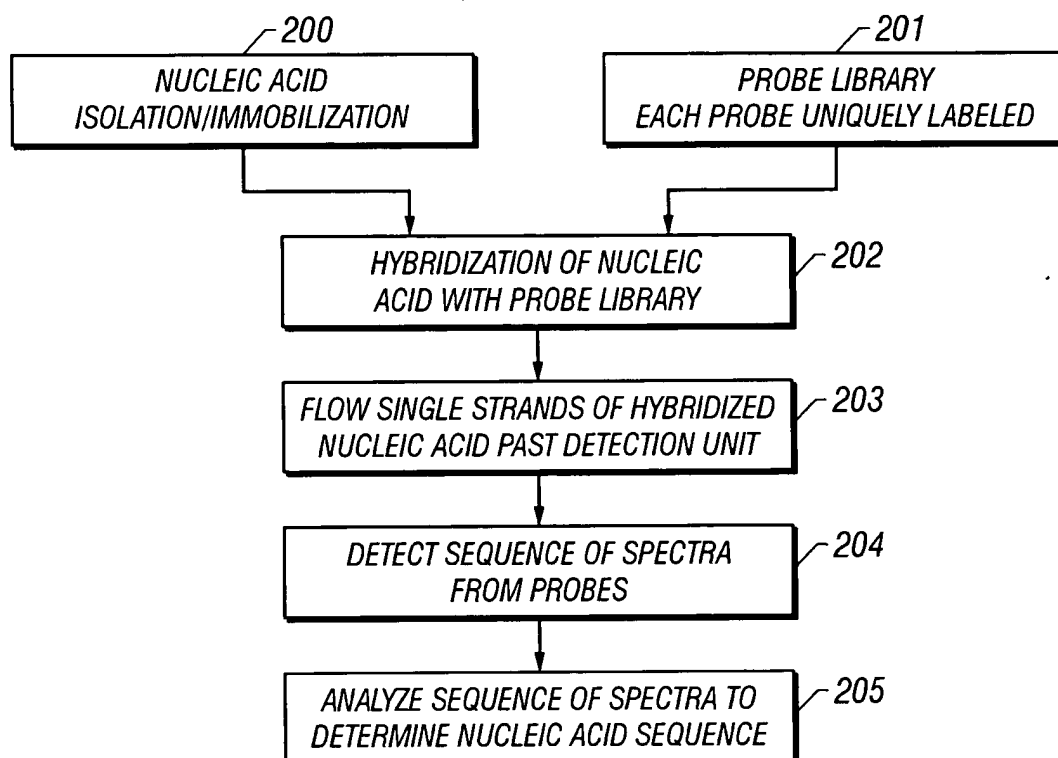 200
NUCLEIC ACID
ISOLATION/IMMOBILIZATION
201
PROBE LIBRARY
EACH PROBE UNIQUELY LABELED
202
HYBRIDIZATION OF NUCLEIC
ACID WITH PROBE LIBRARY
203
FLOW SINGLE STRANDS OF HYBRIDIZED
NUCLEIC ACID PAST DETECTION UNIT
204
DETECT SEQUENCE OF SPECTRA
FROM PROBES
205
ANALYZE SEQUENCE OF SPECTRA TO
DETERMINE NUCLEIC ACID SEQUENCE